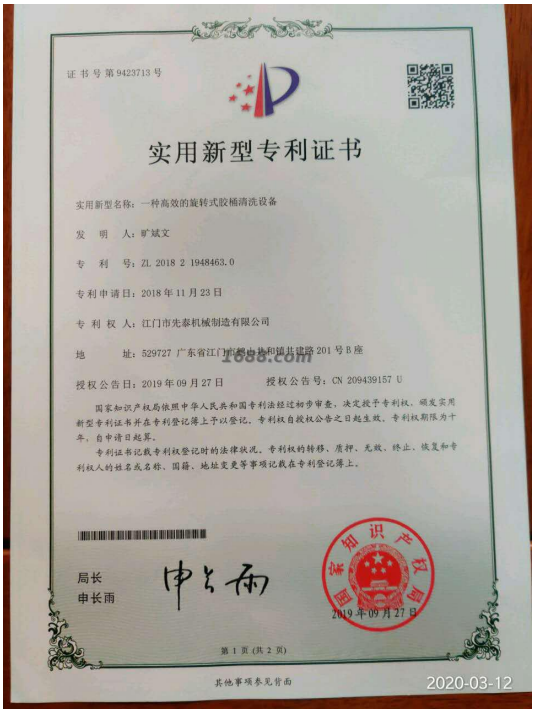 证书号第9423713号
实用新型专利证书
实用新型名称：一种高效的旋转式胶桶清洗设备
发明人：旷斌文
专利号：ZL 2018 2 1948463.0
专利申请日：2018年11月23日
专利权人：江门市先泰机械制造有限公司
地址：529727 广东省江门市鹤山共和镇共建路201号B座
1688.com
授权公告日：2019年09月27日 授权公告号：CN 209439157 U
国家知识产权局依照中华人民共和国专利法经过初步审查，决定授予专利权，颁发实用
新型专利证书并在专利登记簿上予以登记。专利权自授权公告之日起生效。专利权期限为十
年，自申请日起算。
专利证书记载专利权登记时的法律状况。专利权的转移、质押、无效、终止、恢复和专
利权人的姓名或名称、国籍、地址变更等事项记载在专利登记簿上。
局长
申长雨
申长雨
国家知识产权局
2019年09月27日
第1页（共2页）
其他事项参见背面
2020-03-12